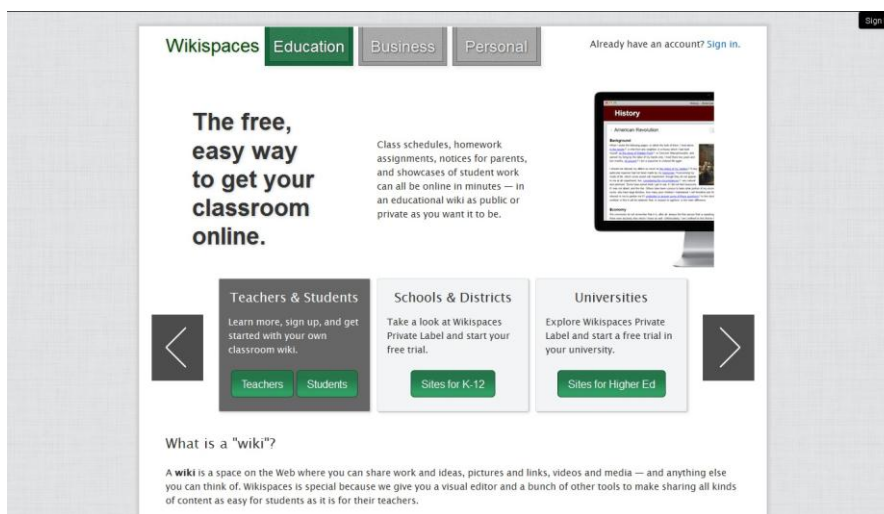 Sign
Wikispaces Education Business Personal
Already have an account? Sign in.
The free,
easy way
to get your
classroom
online.
Class schedules, homework
assignments, notices for parents,
and showcases of student work
can all be online in minutes — in
an educational wiki as public or
private as you want it to be.
History
American Revolution
Background
Economy
Teachers & Students
Learn more, sign up, and get
started with your own
classroom wiki.
Teachers Students
Schools & Districts
Take a look at Wikispaces
Private Label and start your
free trial.
Sites for K-12
Universities
Explore Wikispaces Private
Label and start a free trial in
your university.
Sites for Higher Ed
What is a "wiki"?
A wiki is a space on the Web where you can share work and ideas, pictures and links, videos and media — and anything else
you can think of. Wikispaces is special because we give you a visual editor and a bunch of other tools to make sharing all kinds
of content as easy for students as it is for their teachers.